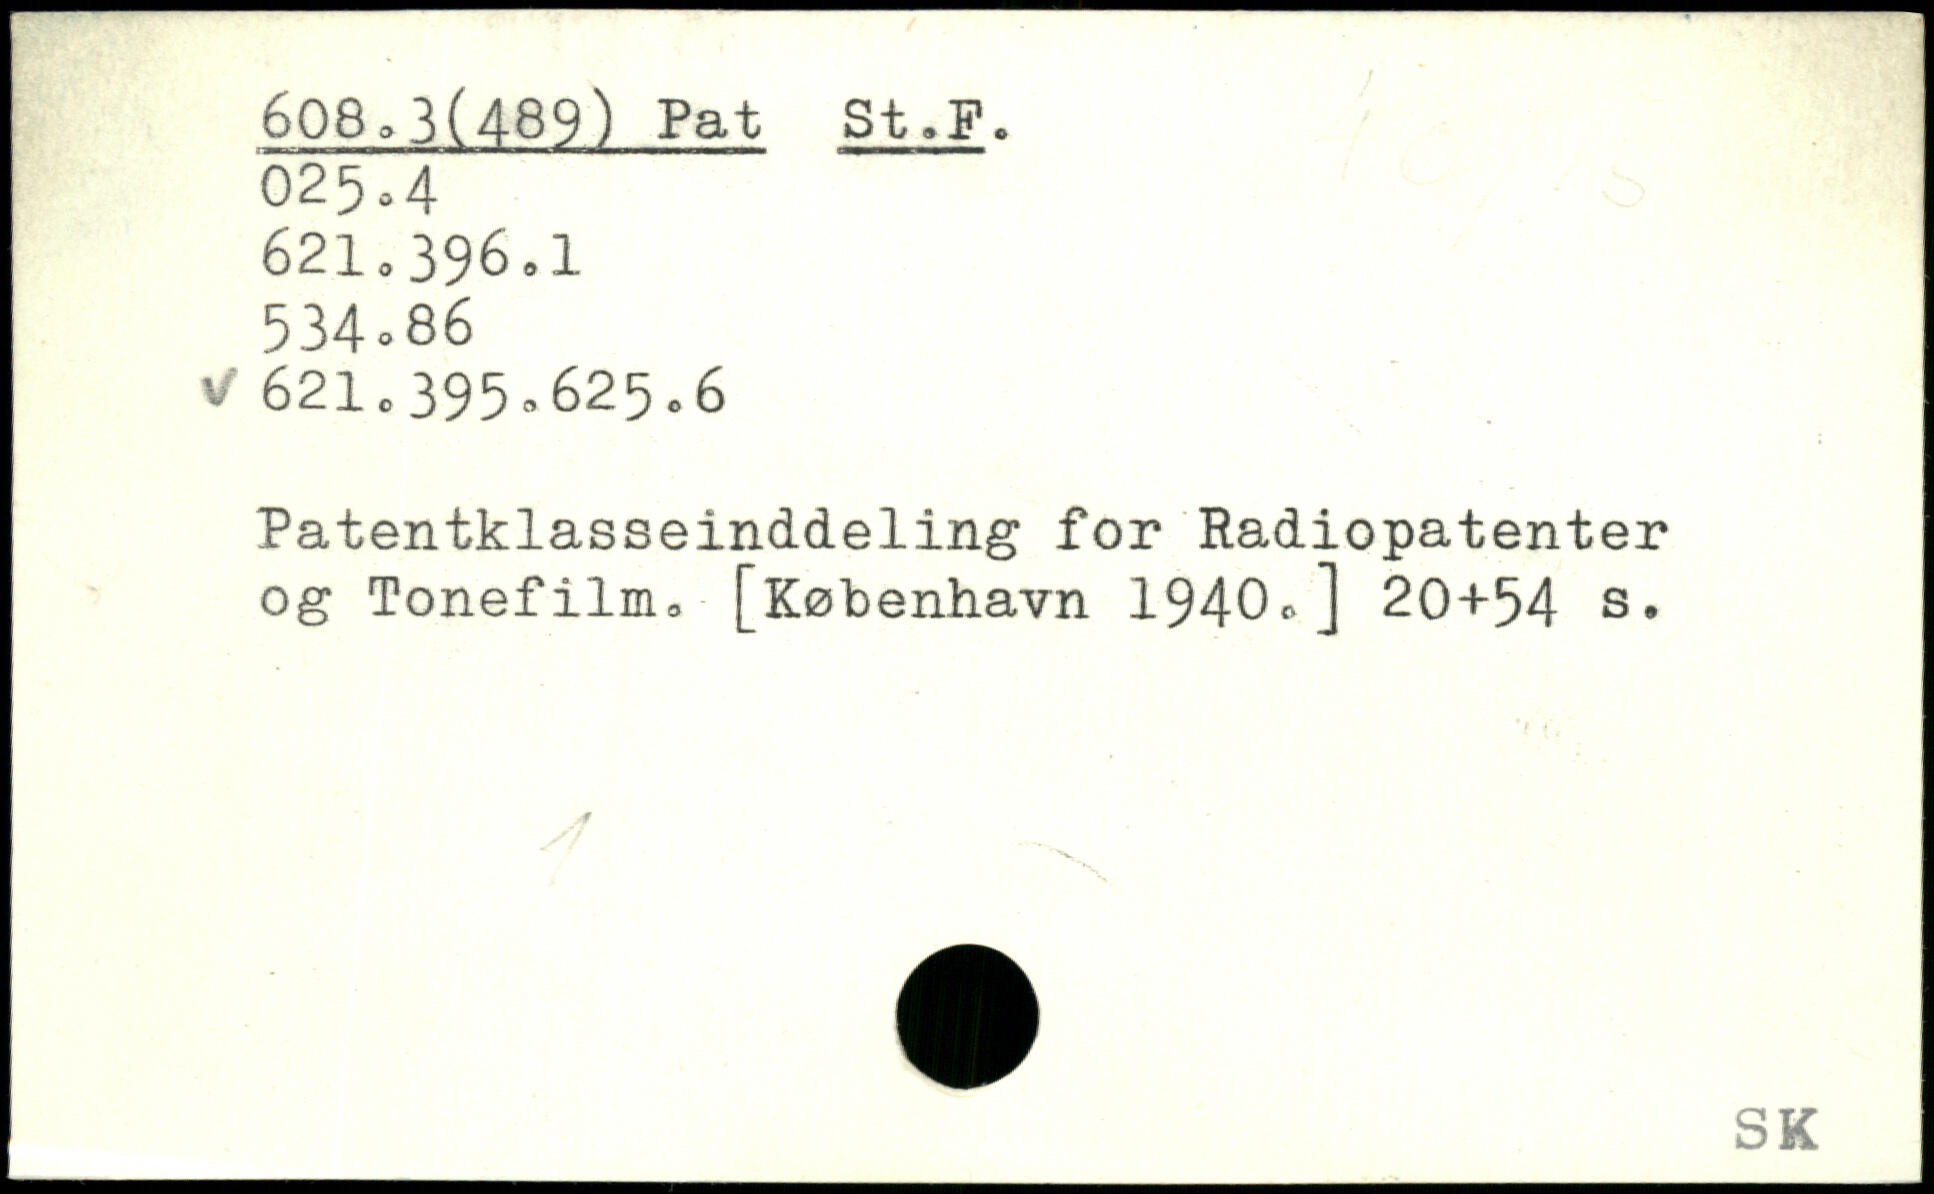 608.3(489) Pat St.F.
025.4
621.396.1
534.86
v 621.395.625.6
Patentklasseinddeling for Radiopatenter
og Tonefilm. [København 1940.] 20+54 s.
1
SK